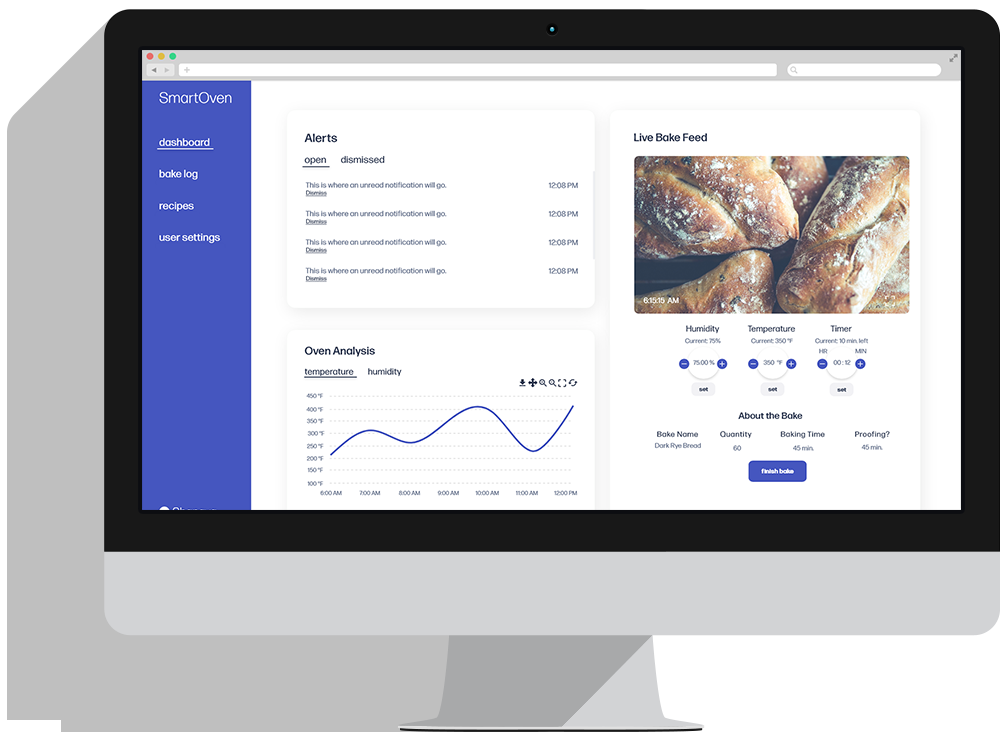 SmartOven
dashboard
bake log
recipes
user settings
Alerts
open dismissed
This is where an unread notification will go. 12:08 PM
Dismiss
This is where an unread notification will go. 12:08 PM
Dismiss
This is where an unread notification will go. 12:08 PM
Dismiss
This is where an unread notification will go. 12:08 PM
Dismiss
Oven Analysis
temperature humidity
450 °F
400 °F
350 °F
300 °F
250 °F
200 °F
150 °F
100 °F
6:00 AM 7:00 AM 8:00 AM 9:00 AM 10:00 AM 11:00 AM 12:00 PM
Live Bake Feed
6:15:15 AM
Humidity Temperature Timer
Current: 75% Current: 350 °F Current: 10 min. left
HR MIN
75.00 % 350 °F 00 : 12
set set set
About the Bake
Bake Name Quantity Baking Time Proofing?
Dark Rye Bread 60 45 min. 45 min.
finish bake